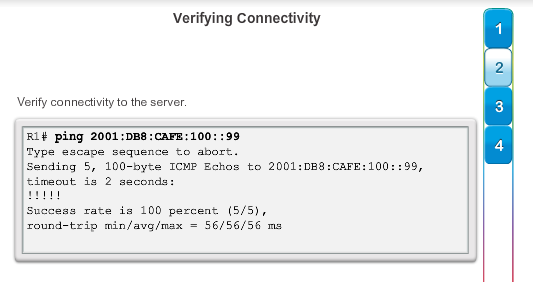 Verifying Connectivity
1
2
Verify connectivity to the server.
3
R1# ping 2001:DB8:CAFE:100::99
Type escape sequence to abort.
4
Sending 5, 100-byte ICMP Echos to 2001:DB8:CAFE:100::99,
timeout is 2 seconds:
!!!!!
Success rate is 100 percent (5/5),
round-trip min/avg/max = 56/56/56 ms